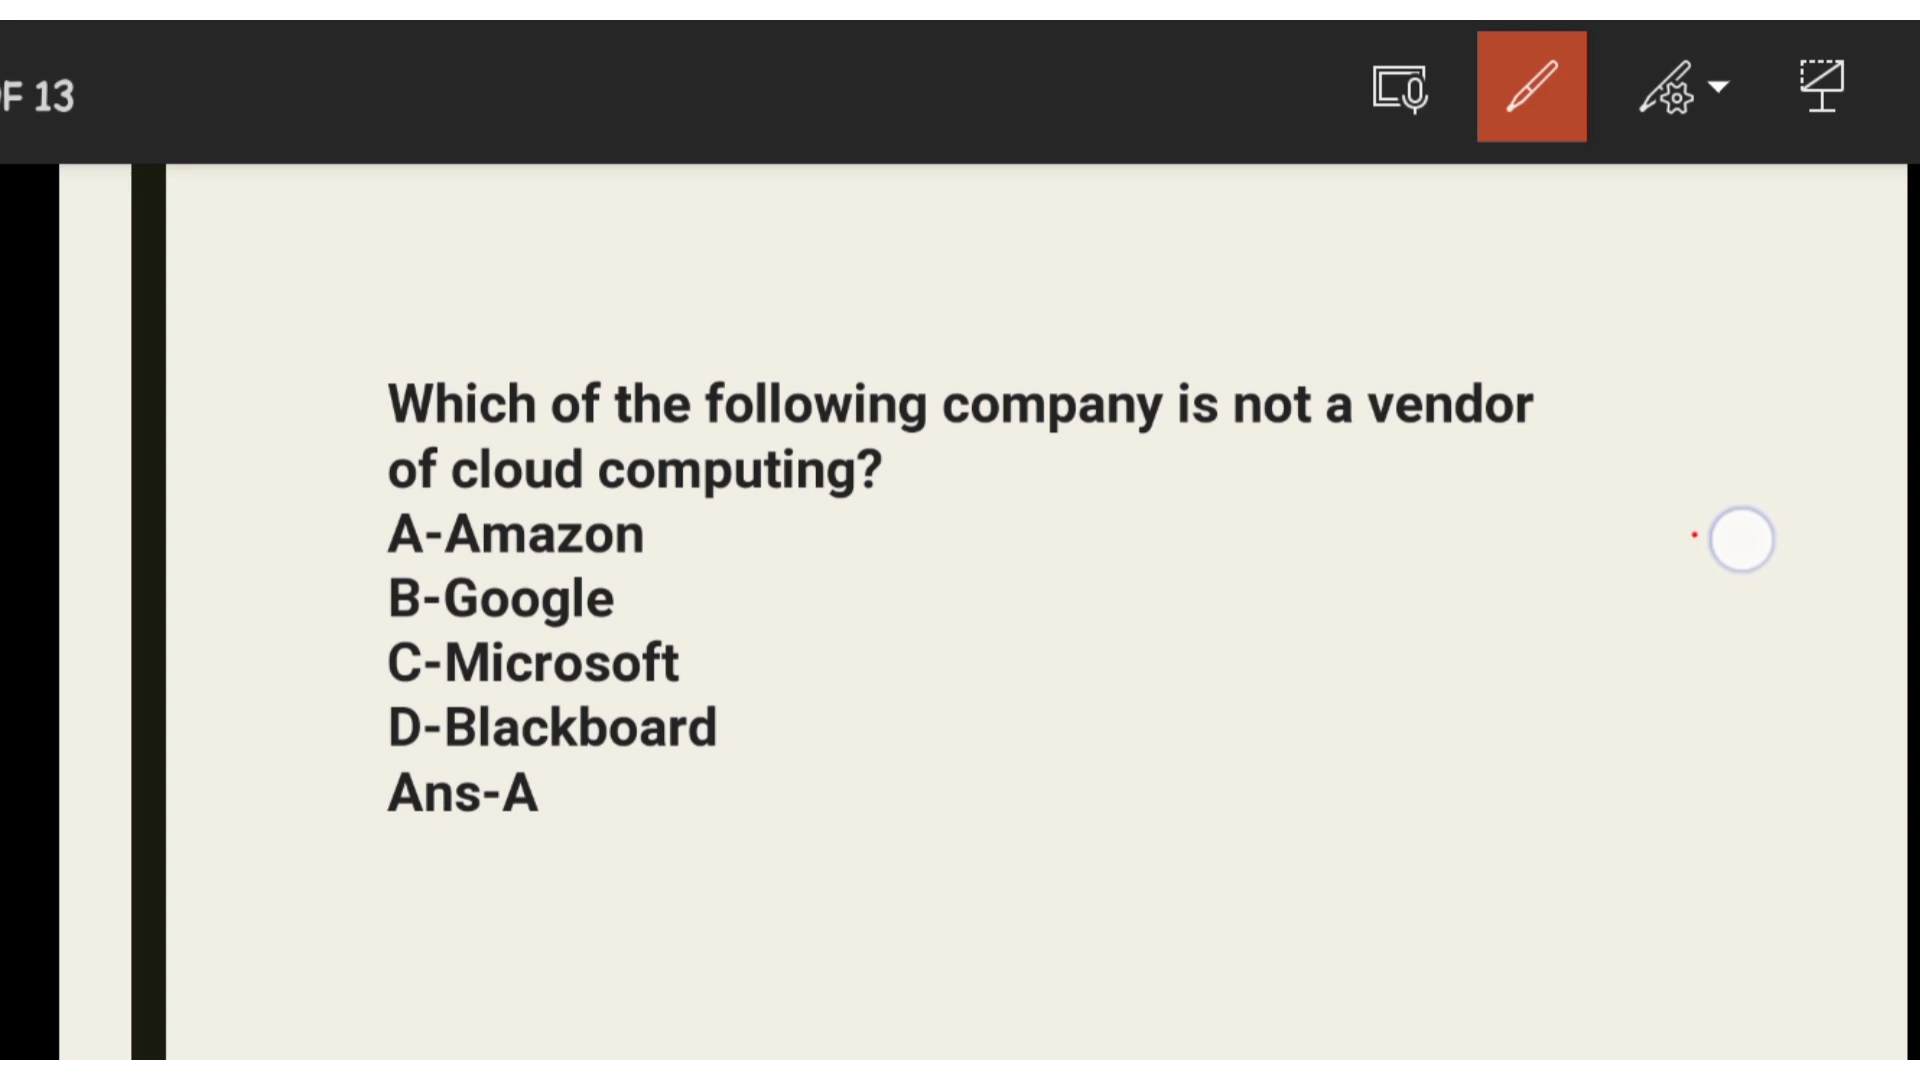 F 13
Which of the following company is not a vendor
of cloud computing?
A-Amazon
B-Google
C-Microsoft
D-Blackboard
Ans-A